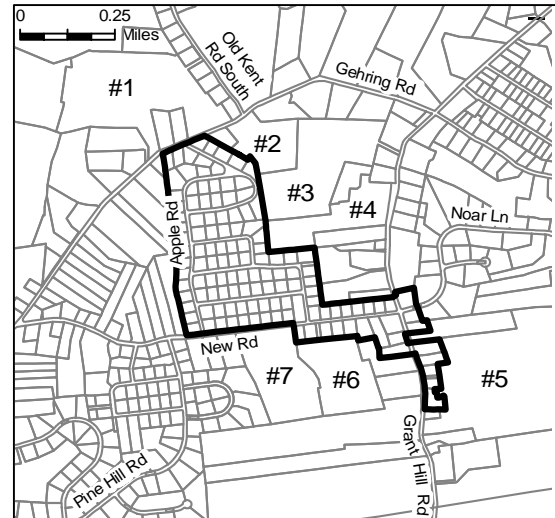 0 0.25
Miles
Old Kent
Rd South
Gehring Rd
#1
#2
#3
#4
Noar Ln
Apple Rd
New Rd
#7
#6
#5
Grant Hill Rd
Pine Hill Rd